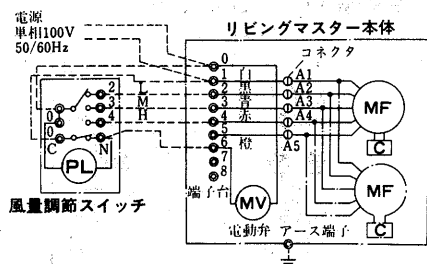 電源
単相100V
50/60Hz
リビングマスター本体
コネクタ
0
1 白 A1
2 黒 A2
3 青 A3
4 赤 A4
5
6 橙 A5
7
8
端子台
L
M
H
2
3
4
0
0
C
N
PL
風量調節スイッチ
MV
電動弁
アース端子
MF
C
MF
C